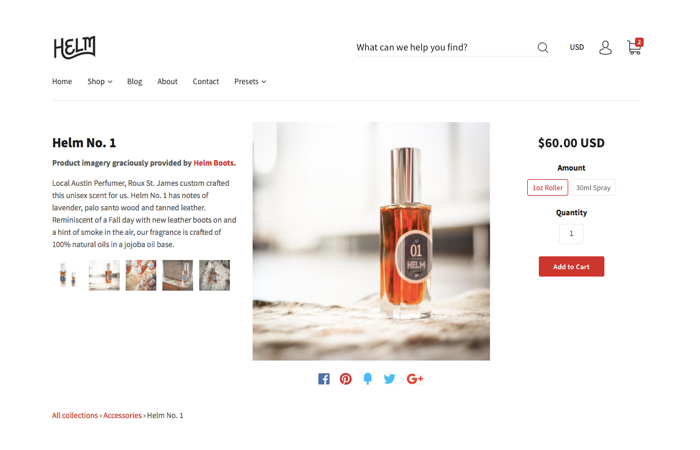 HELM
What can we help you find?
USD
2
Home Shop Blog About Contact Presets
Helm No. 1
Product imagery graciously provided by Helm Boots.
Local Austin Perfumer, Roux St. James custom crafted
this unisex scent for us. Helm No. 1 has notes of
lavender, palo santo wood and tanned leather.
Reminiscent of a Fall day with new leather boots on and
a hint of smoke in the air, our fragrance is crafted of
100% natural oils in a jojoba oil base.
01
HELM
$60.00 USD
Amount
1oz Roller 30ml Spray
Quantity
1
Add to Cart
All collections › Accessories › Helm No. 1